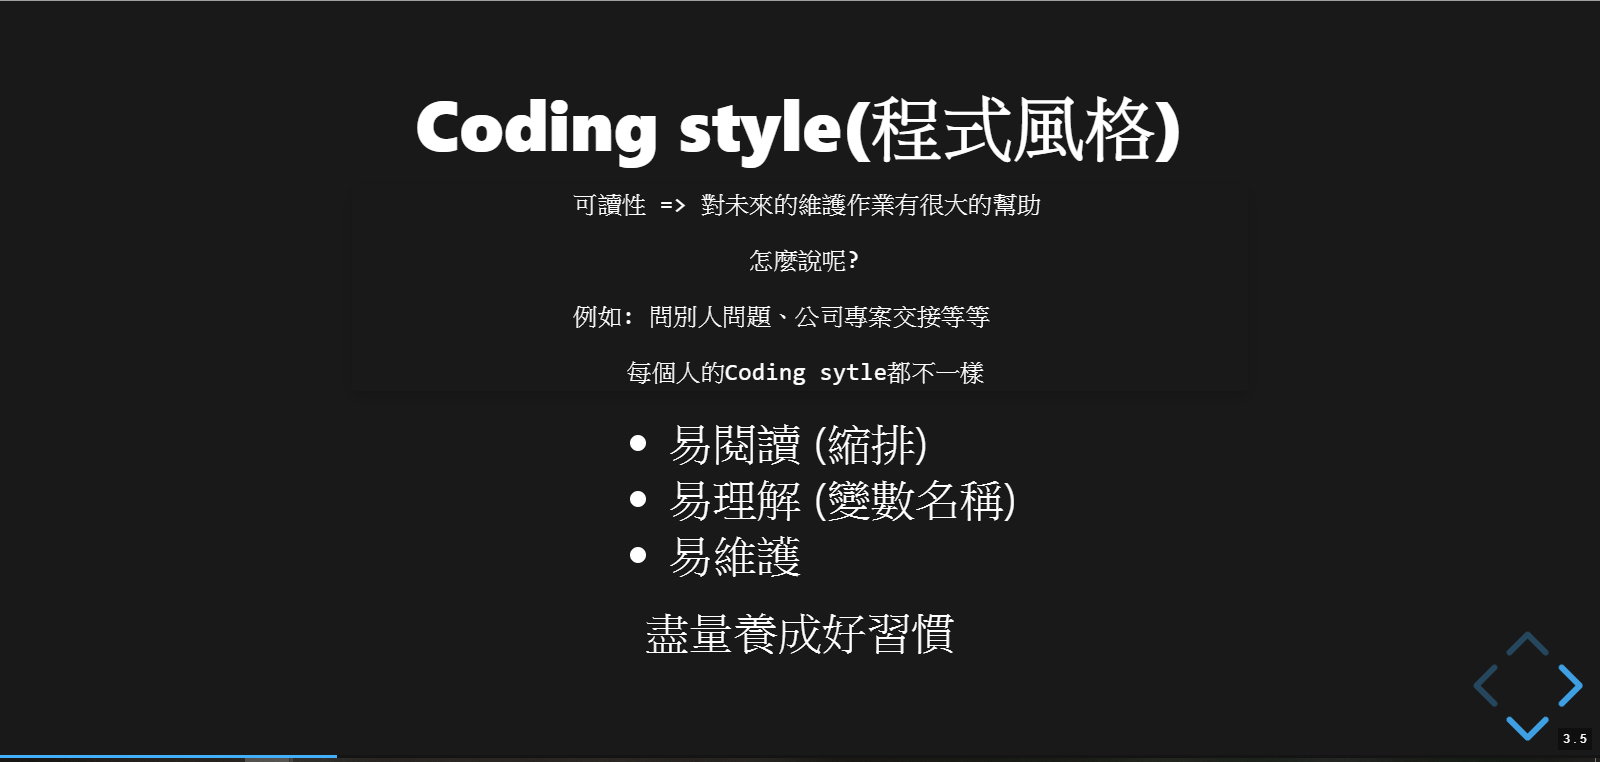 Coding style(程式風格)
可讀性 => 對未來的維護作業有很大的幫助
怎麼說呢?
例如: 問別人問題、公司專案交接等等
每個人的Coding sytle都不一樣
• 易閱讀 (縮排)
• 易理解 (變數名稱)
• 易維護
盡量養成好習慣
3.5